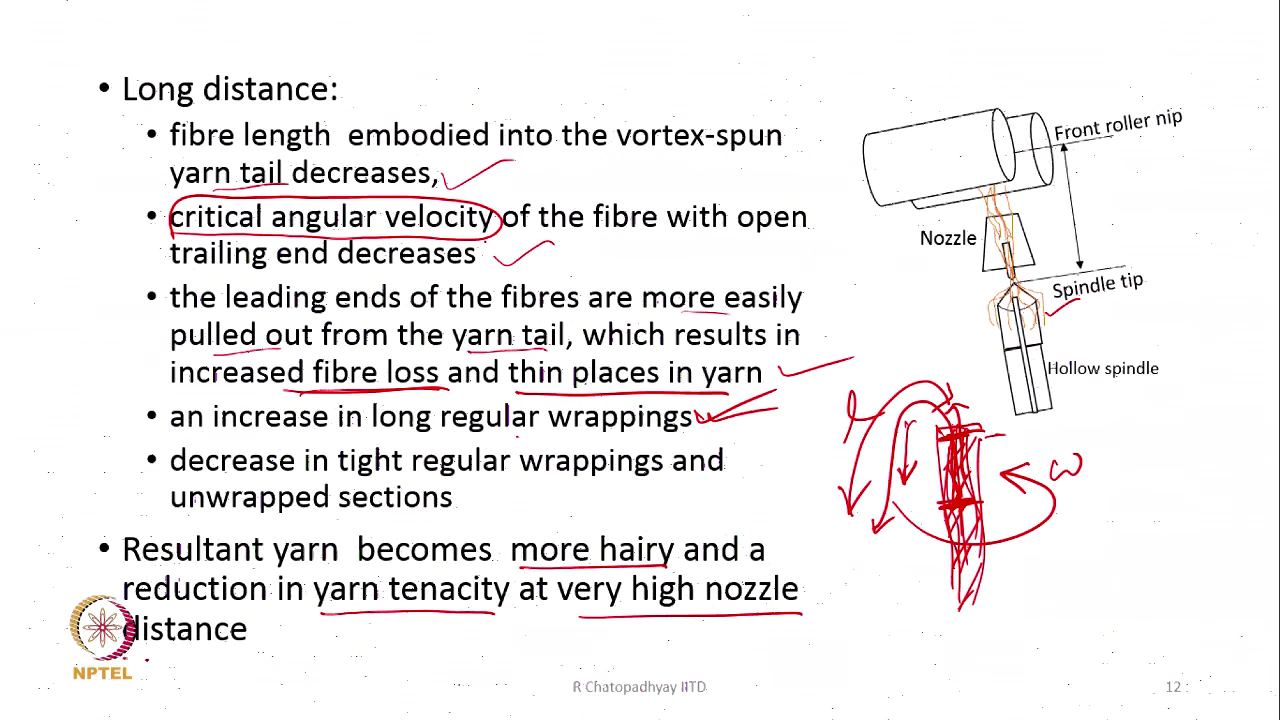 • Long distance:
• fibre length embodied into the vortex-spun
yarn tail decreases,
• critical angular velocity of the fibre with open
trailing end decreases
• the leading ends of the fibres are more easily
pulled out from the yarn tail, which results in
increased fibre loss and thin places in yarn
• an increase in long regular wrappings
• decrease in tight regular wrappings and
unwrapped sections
• Resultant yarn becomes more hairy and a
reduction in yarn tenacity at very high nozzle
distance
Front roller nip
Nozzle
Spindle tip
Hollow spindle
ω
NPTEL
R Chatopadhyay IITD
12